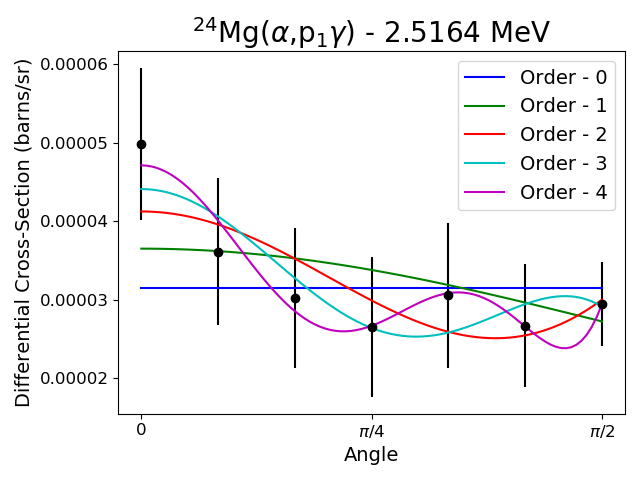 ²⁴Mg(α,p₁γ) - 2.5164 MeV
Differential Cross-Section (barns/sr)
0.00006
0.00005
0.00004
0.00003
0.00002
Order - 0
Order - 1
Order - 2
Order - 3
Order - 4
0 π/4 π/2
Angle